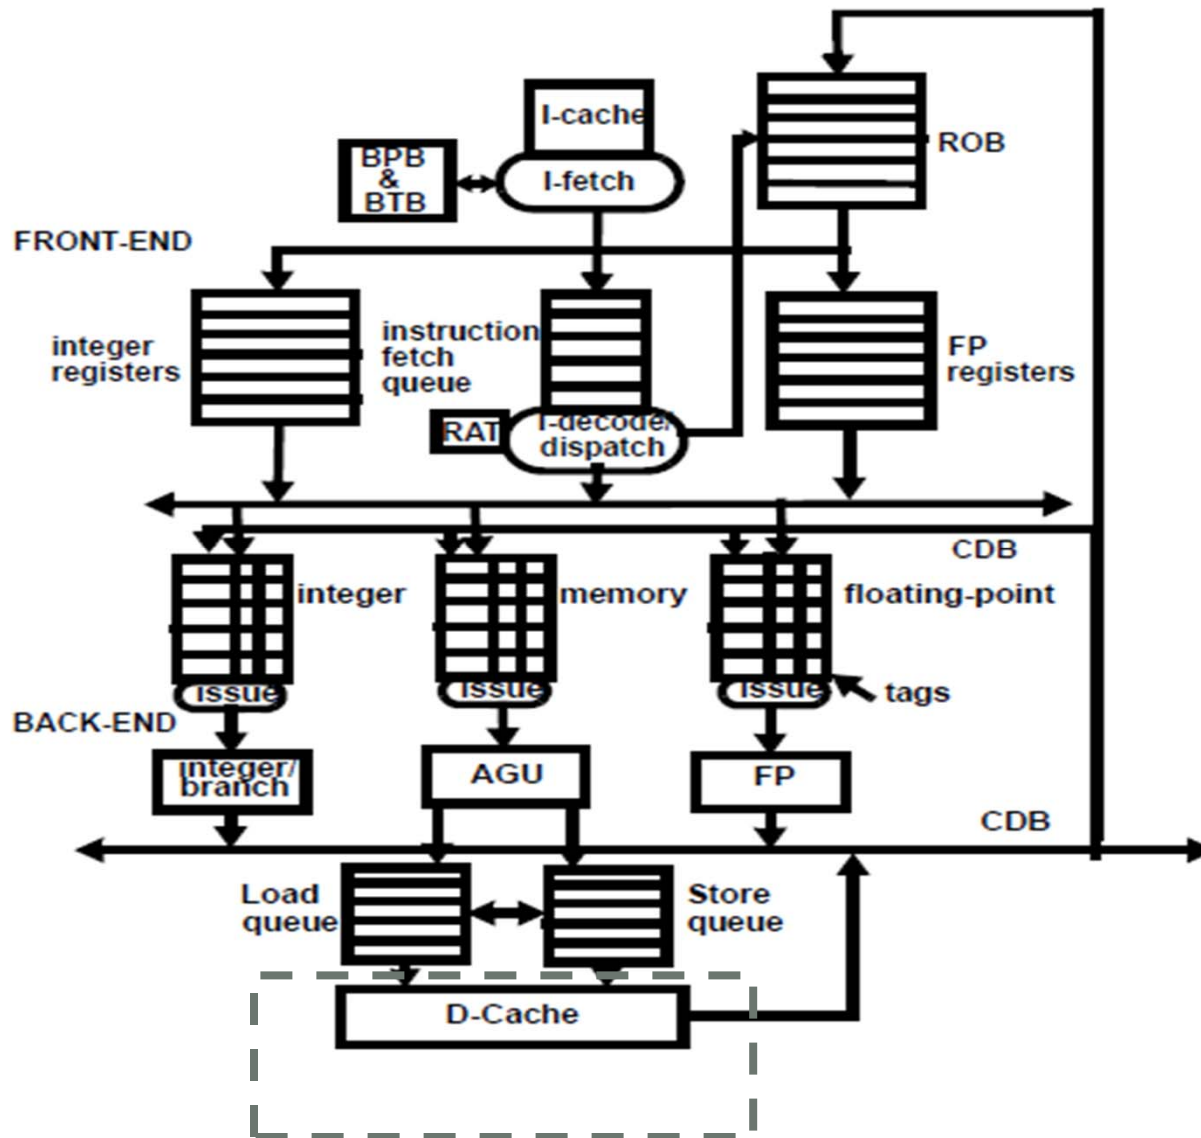 I-cache
ROB
BPB
&
BTB
I-fetch
FRONT-END
integer
registers
instruction
fetch
queue
FP
registers
RAT
I-decode/
dispatch
CDB
integer
memory
floating-point
issue
issue
issue
tags
BACK-END
integer/
branch
AGU
FP
CDB
Load
queue
Store
queue
D-Cache